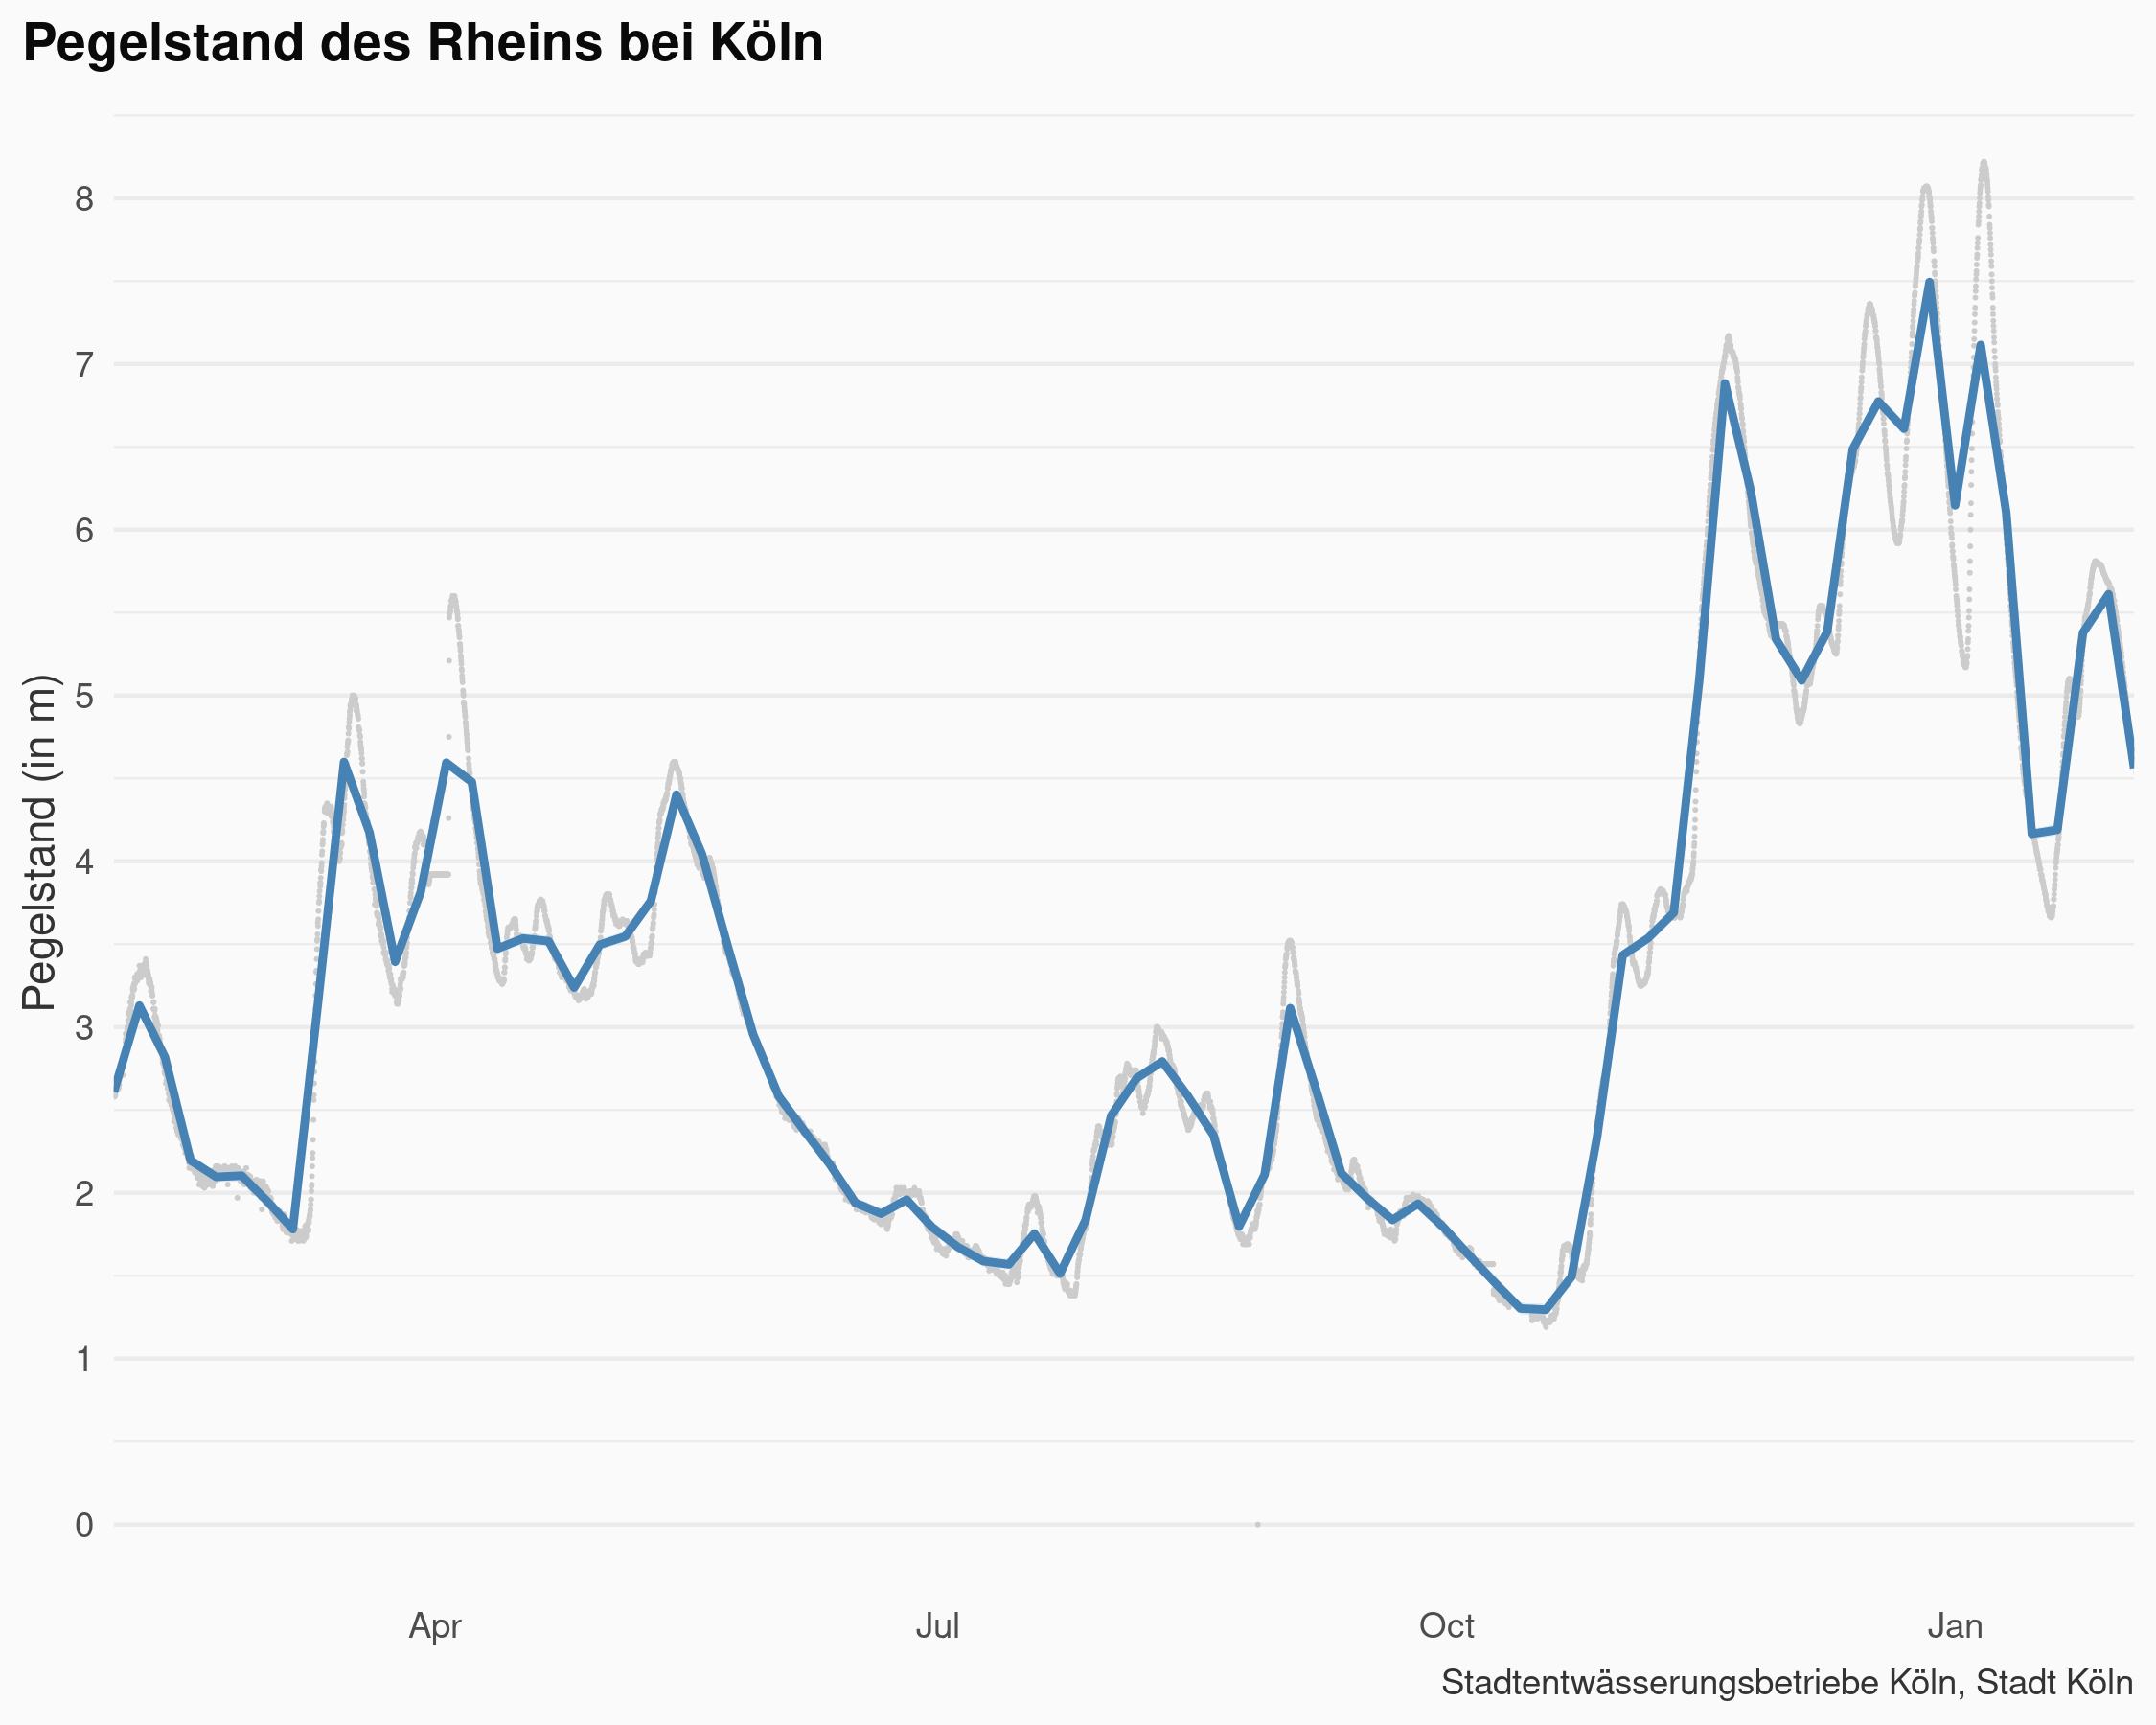 Pegelstand des Rheins bei Köln
Pegelstand (in m)
8
7
6
5
4
3
2
1
0
Apr Jul Oct Jan
Stadtentwässerungsbetriebe Köln, Stadt Köln